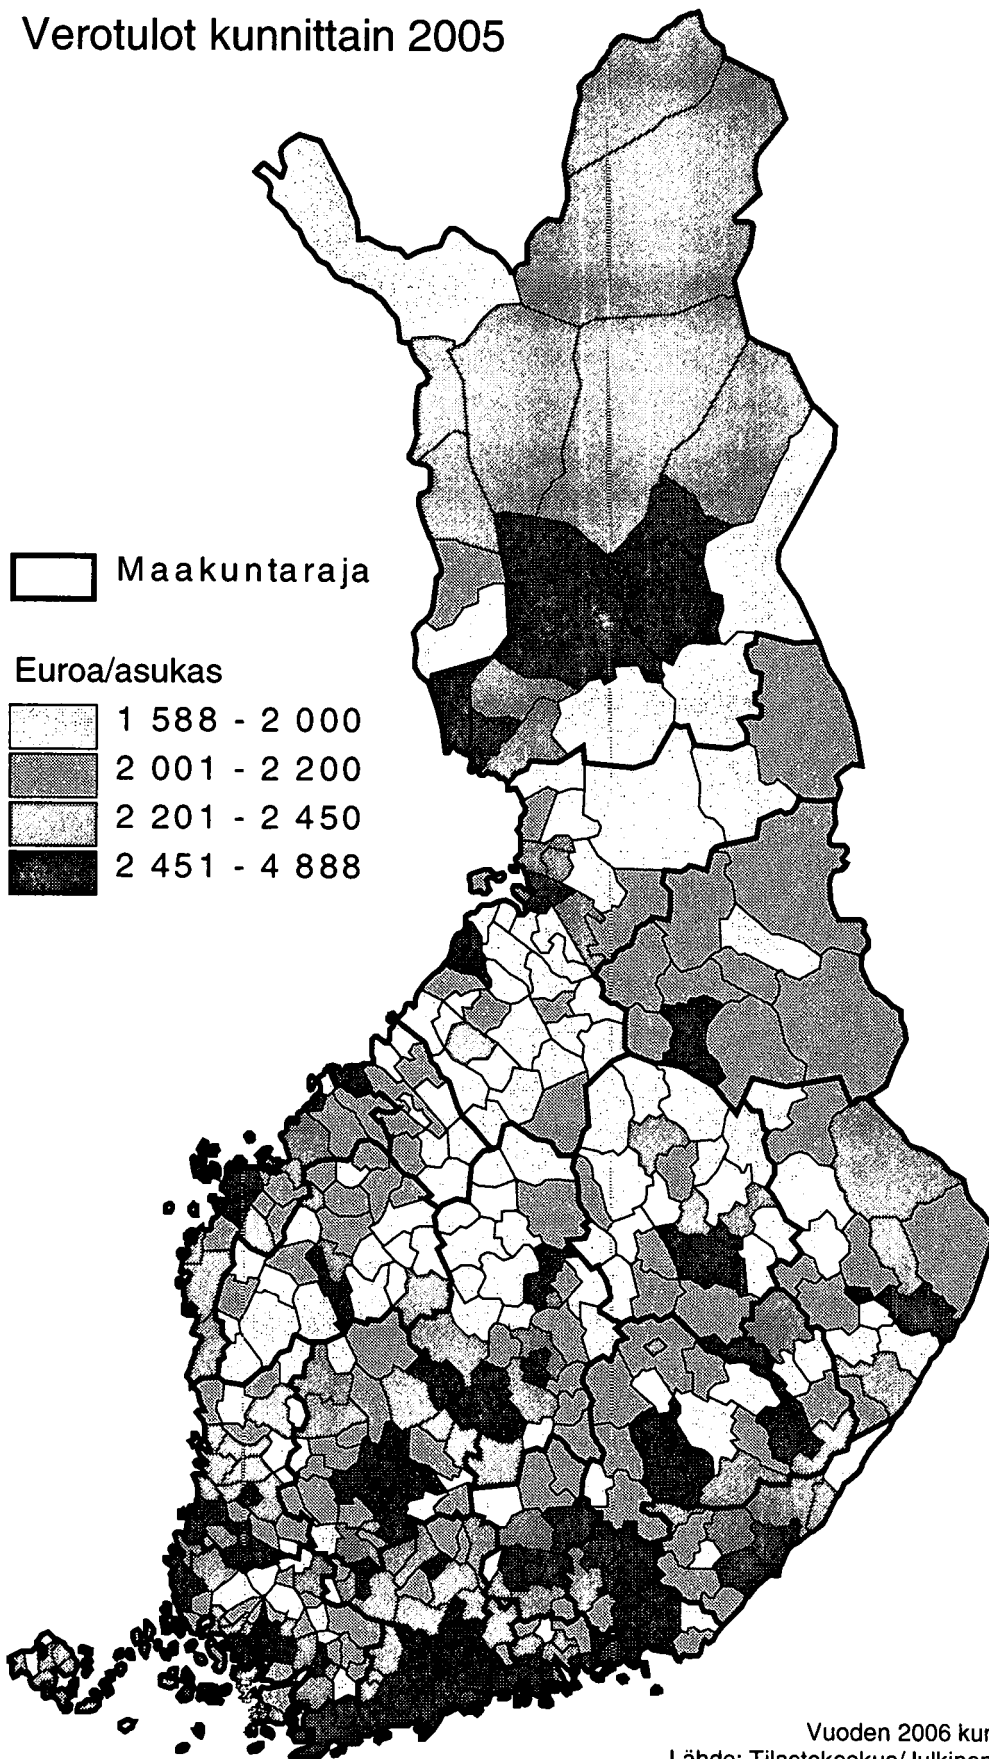 Verotulot kunnittain 2005
Maakuntaraja
Euroa/asukas
1 588 - 2 000
2 001 - 2 200
2 201 - 2 450
2 451 - 4 888
Vuoden 2006